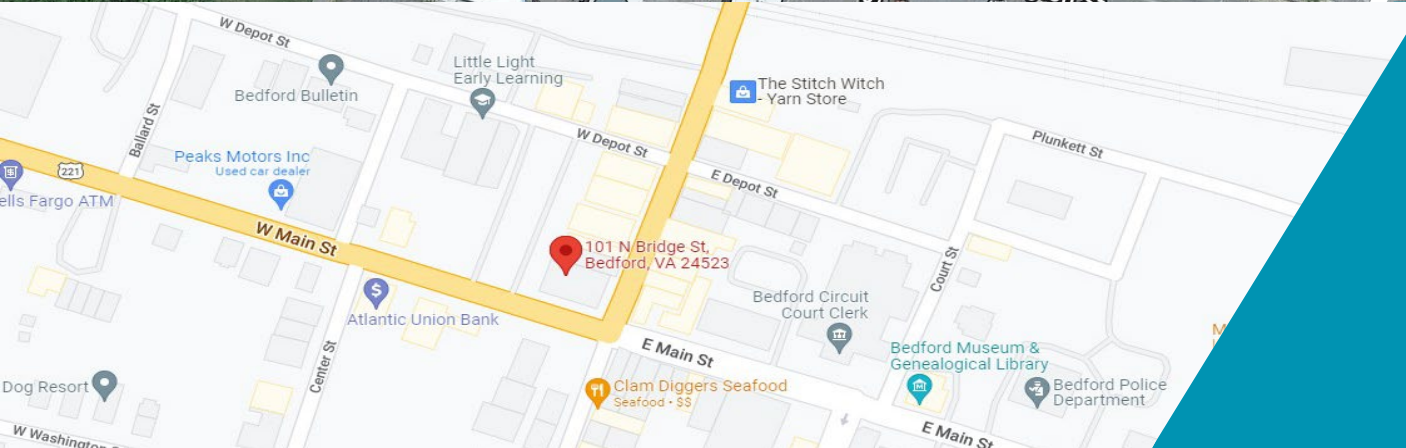 W Depot St
Little Light
Early Learning
The Stitch Witch
- Yarn Store
Bedford Bulletin
Ballard St
W Depot St
Plunkett St
Peaks Motors Inc
Used car dealer
221
E Depot St
ells Fargo ATM
W Main St
101 N Bridge St,
Bedford, VA 24523
Court St
Bedford Circuit
Court Clerk
Atlantic Union Bank
E Main St
Bedford Museum &
Genealogical Library
Center St
Dog Resort
Clam Diggers Seafood
Seafood • $$
Bedford Police
Department
W Washington
E Main St